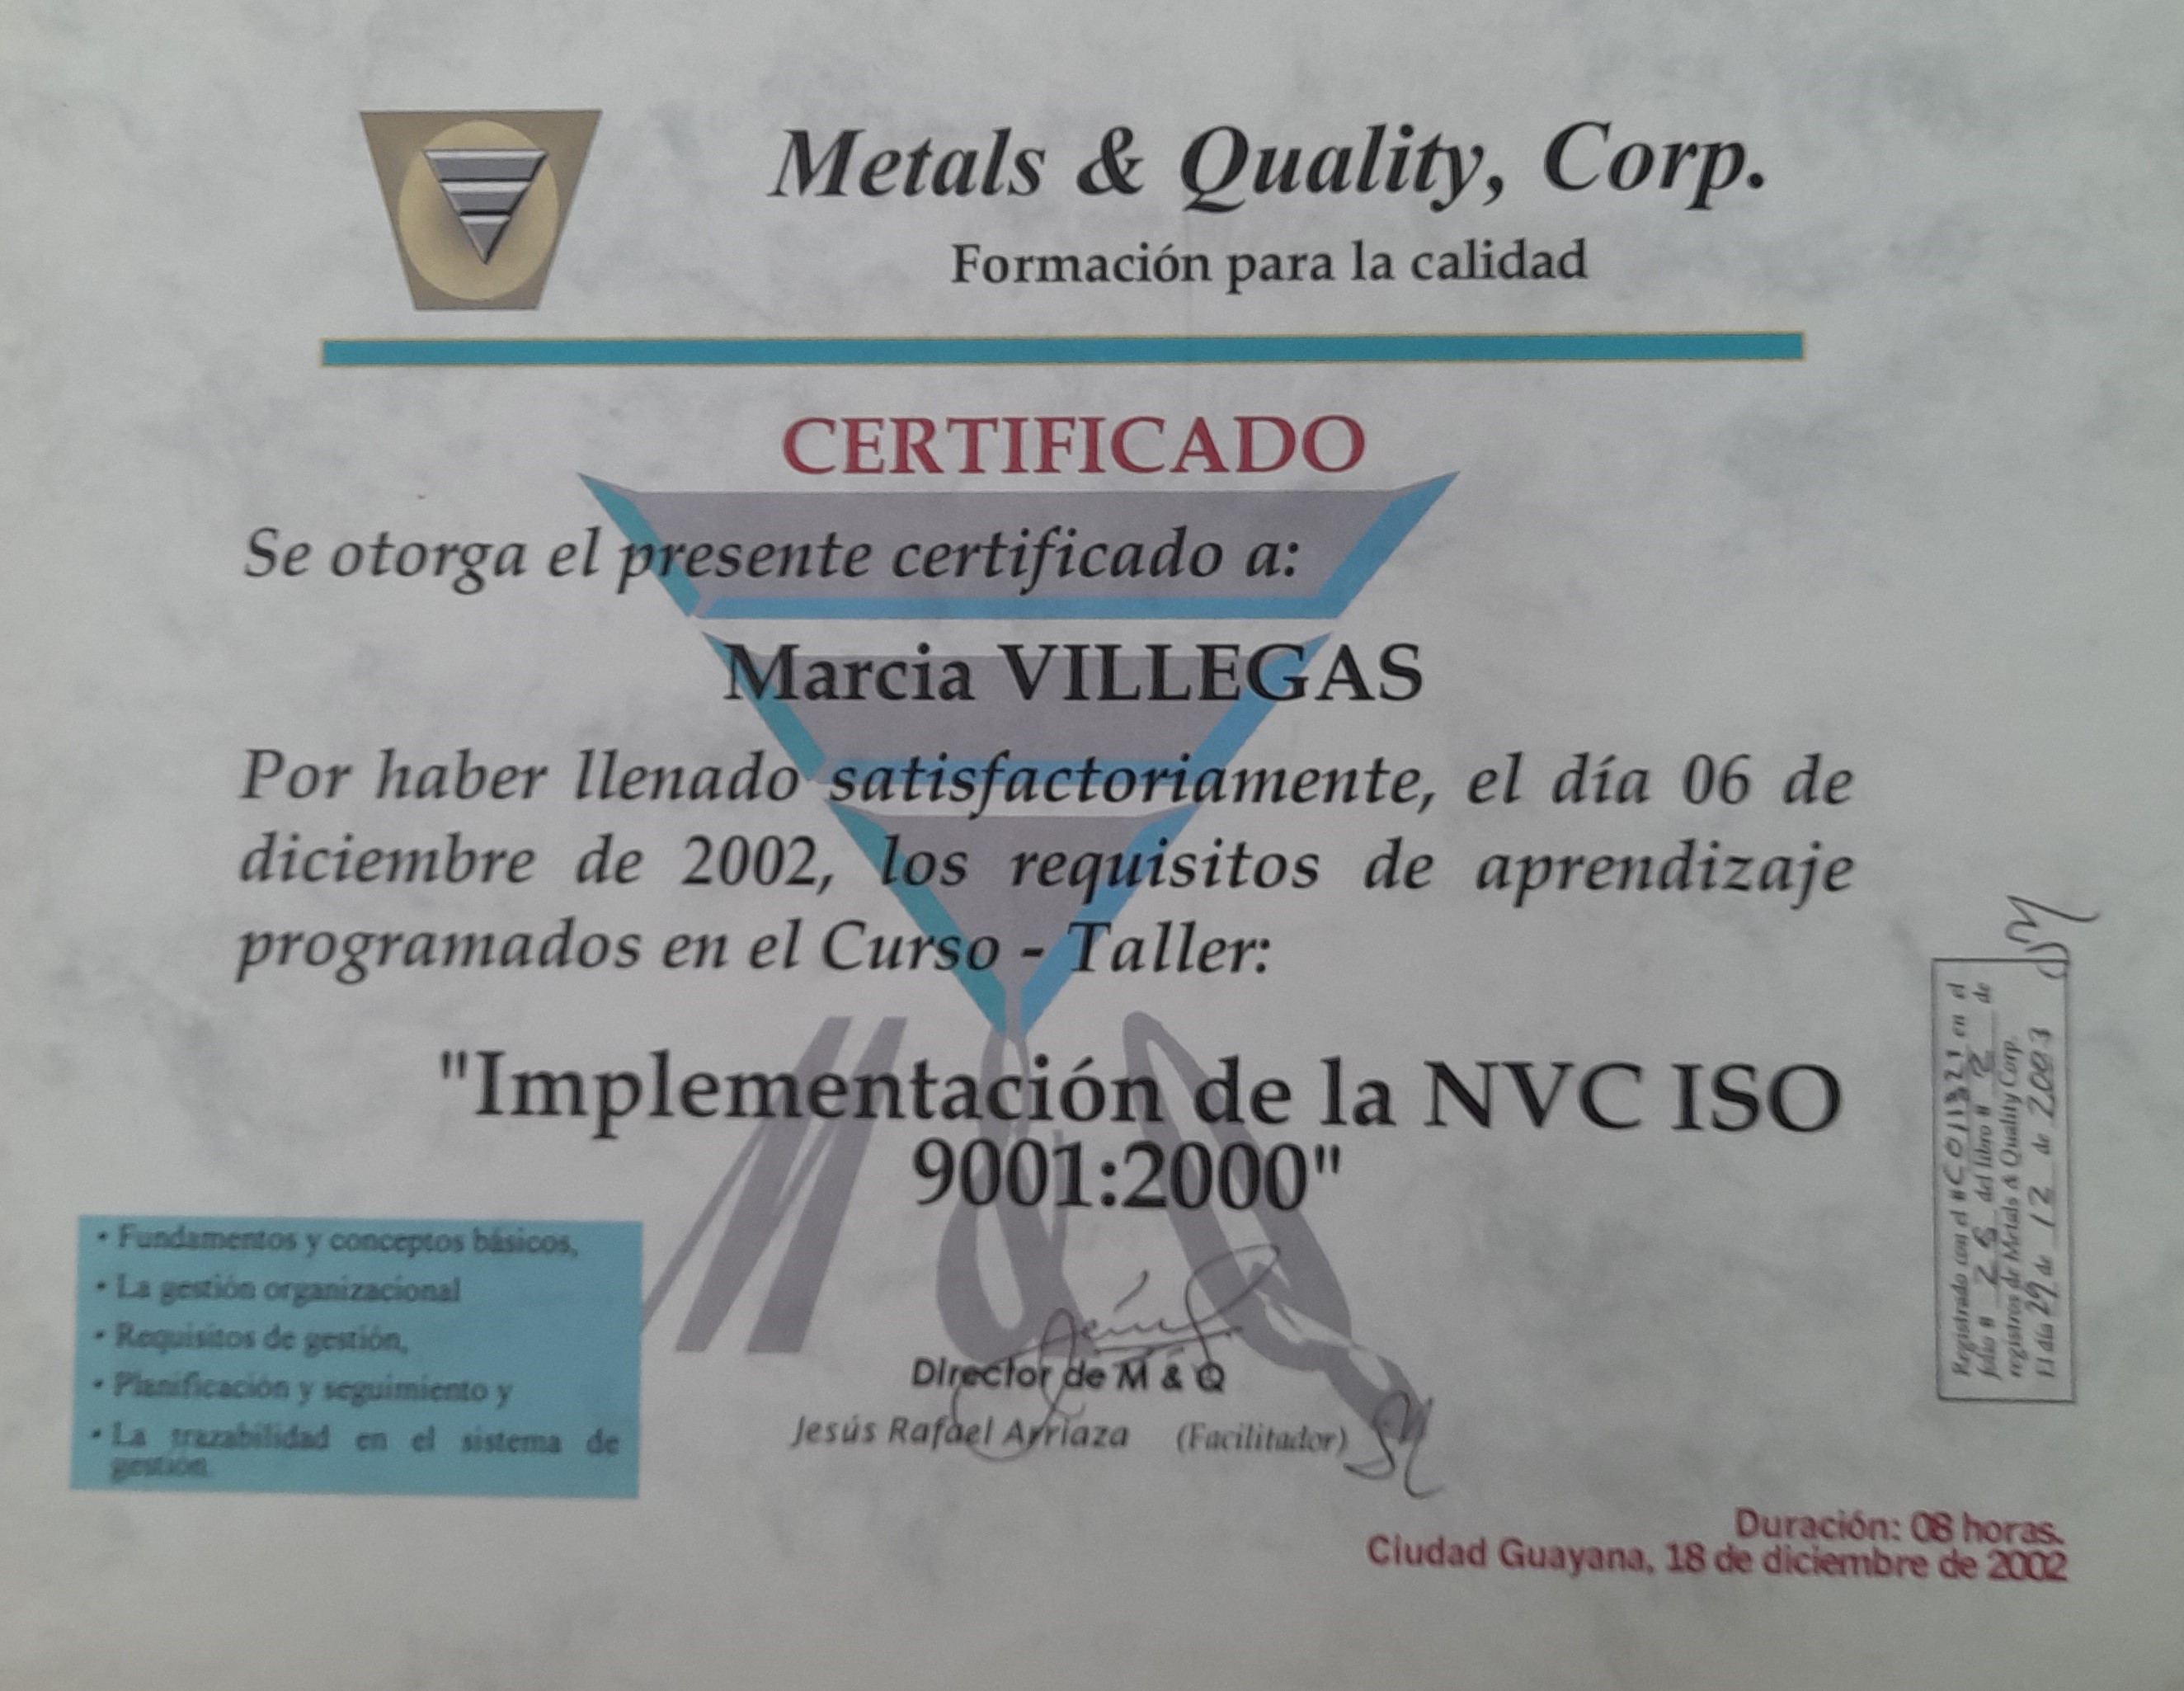 Metals & Quality, Corp.
Formación para la calidad
CERTIFICADO
Se otorga el presente certificado a:
Marcia VILLEGAS
Por haber llenado satisfactoriamente, el día 06 de
diciembre de 2002, los requisitos de aprendizaje
programados en el Curso - Taller:
"Implementación de la NVC ISO
9001:2000"
• Fundamentos y conceptos básicos,
• La gestión organizacional
• Requisitos de gestión,
• Planificación y seguimiento y
• La trazabilidad en el sistema de
gestión.
Director de M & Q
Jesús Rafael Arriaza (Facilitador)
Duración: 08 horas.
Ciudad Guayana, 18 de diciembre de 2002
Registrado con el # C011321 en el
folio # 26 del libro # 2 de
registros de Metals & Quality Corp.
El día 29 de 12 de 2003